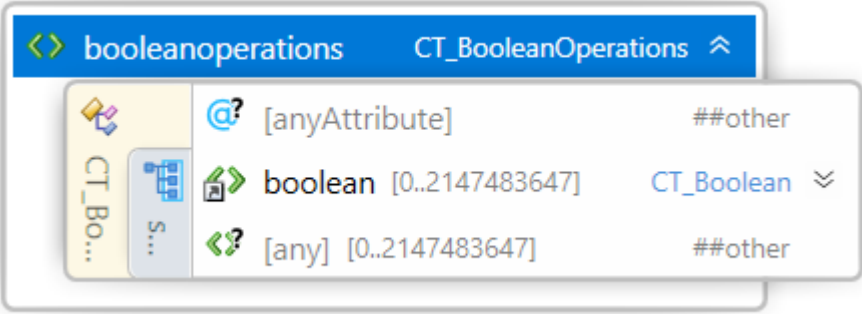 booleanoperations CT_BooleanOperations
[anyAttribute] ##other
boolean [0..2147483647] CT_Boolean
[any] [0..2147483647] ##other
CT_Bo...
s...